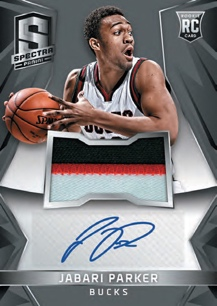 SPECTRA
PANINI
ROOKIE
RC
CARD
JABARI PARKER
BUCKS